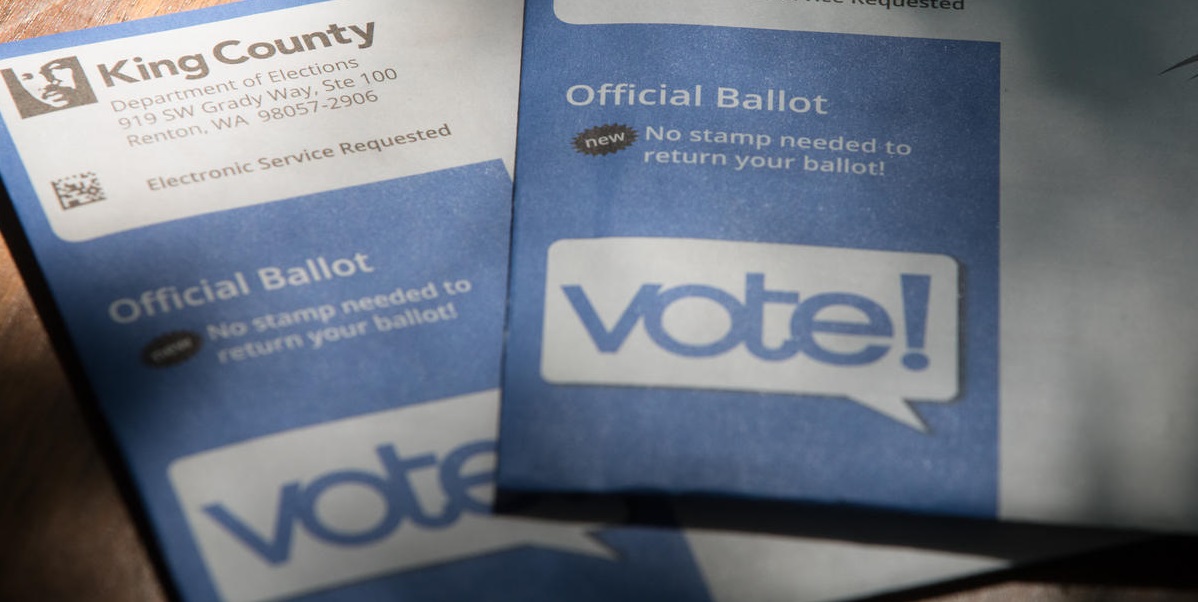 King County
Department of Elections
919 SW Grady Way, Ste 100
Renton, WA 98057-2906
Electronic Service Requested
Official Ballot
new
No stamp needed to
return your ballot!
vote
Requested
Official Ballot
new
No stamp needed to
return your ballot!
vote!